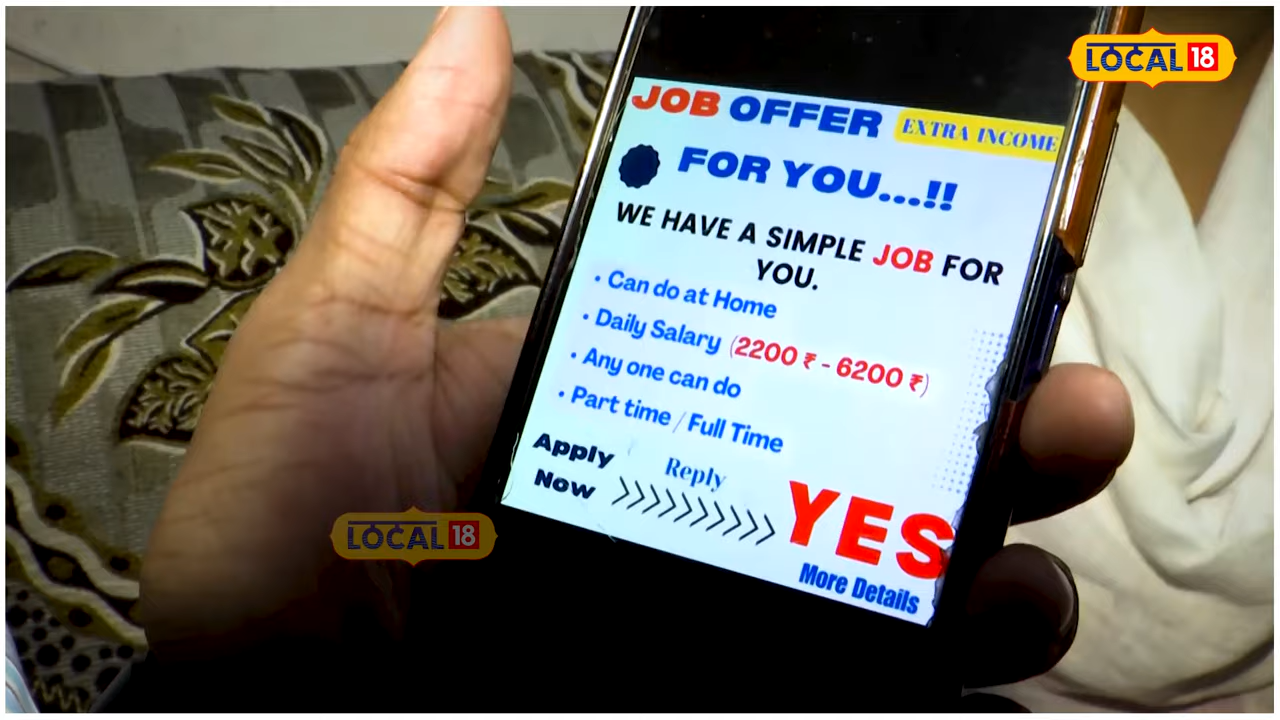 LOCAL 18
JOB OFFER EXTRA INCOME
FOR YOU...!!
WE HAVE A SIMPLE JOB FOR
YOU.
• Can do at Home
• Daily Salary (2200 ₹ - 6200 ₹)
• Any one can do
• Part time / Full Time
Apply
Now
Reply
YES
More Details
LOCAL 18